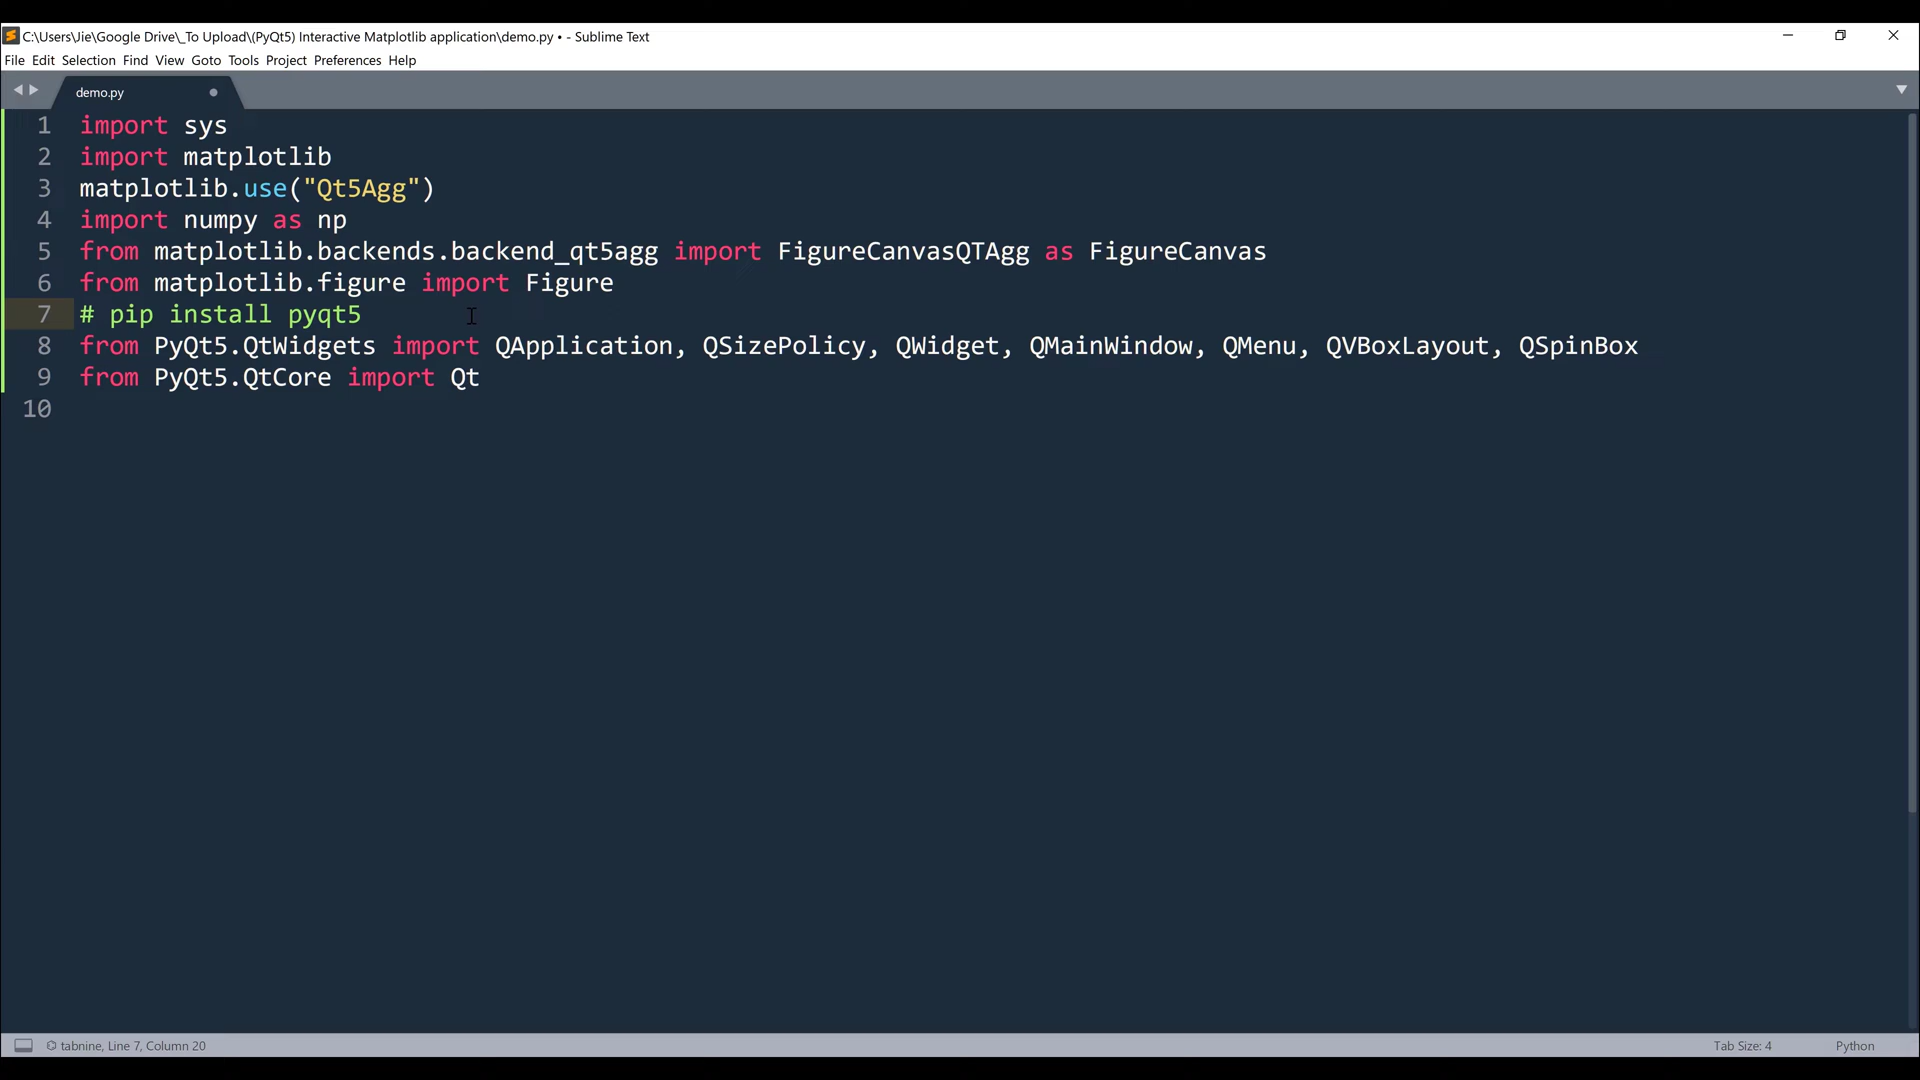 C:\Users\Jie\Google Drive\_To Upload\(PyQt5) Interactive Matplotlib application\demo.py • - Sublime Text
File Edit Selection Find View Goto Tools Project Preferences Help
demo.py
1 import sys
2 import matplotlib
3 matplotlib.use("Qt5Agg")
4 import numpy as np
5 from matplotlib.backends.backend_qt5agg import FigureCanvasQTAgg as FigureCanvas
6 from matplotlib.figure import Figure
7 # pip install pyqt5
8 from PyQt5.QtWidgets import QApplication, QSizePolicy, QWidget, QMainWindow, QMenu, QVBoxLayout, QSpinBox
9 from PyQt5.QtCore import Qt
10
tabnine, Line 7, Column 20 Tab Size: 4 Python